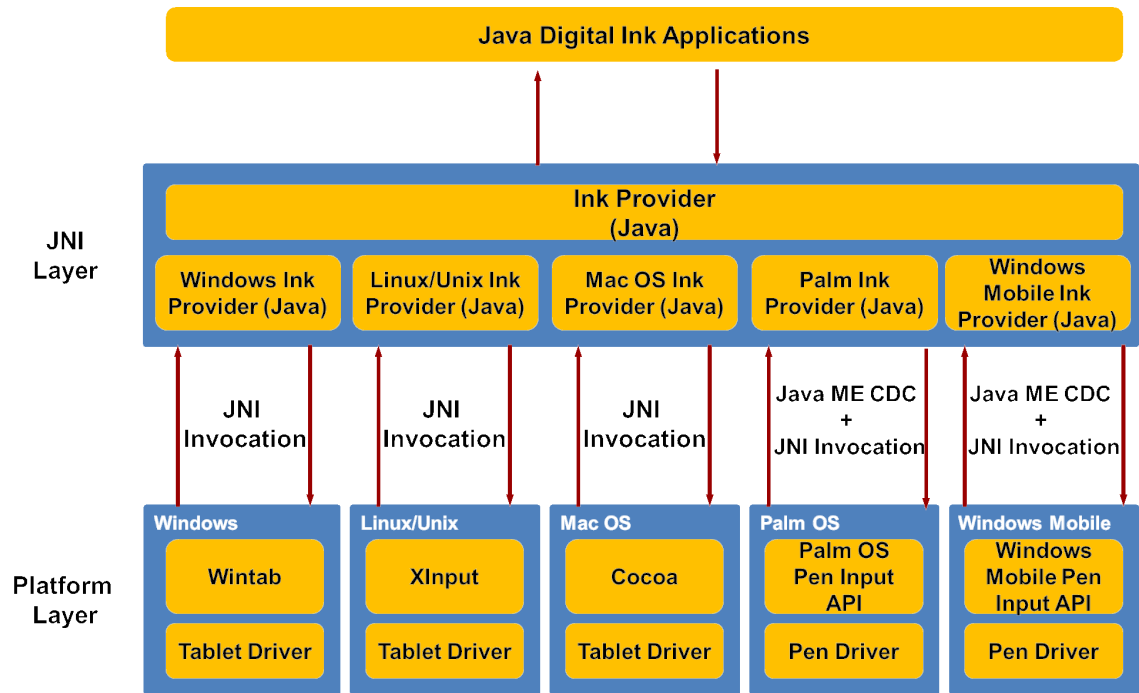 Java Digital Ink Applications
JNI
Layer
Ink Provider
(Java)
Windows Ink
Provider (Java)
Linux/Unix Ink
Provider (Java)
Mac OS Ink
Provider (Java)
Palm Ink
Provider (Java)
Windows
Mobile Ink
Provider (Java)
JNI
Invocation
JNI
Invocation
JNI
Invocation
Java ME CDC
+
JNI Invocation
Java ME CDC
+
JNI Invocation
Platform
Layer
Windows
Wintab
Tablet Driver
Linux/Unix
XInput
Tablet Driver
Mac OS
Cocoa
Tablet Driver
Palm OS
Palm OS
Pen Input
API
Pen Driver
Windows Mobile
Windows
Mobile Pen
Input API
Pen Driver